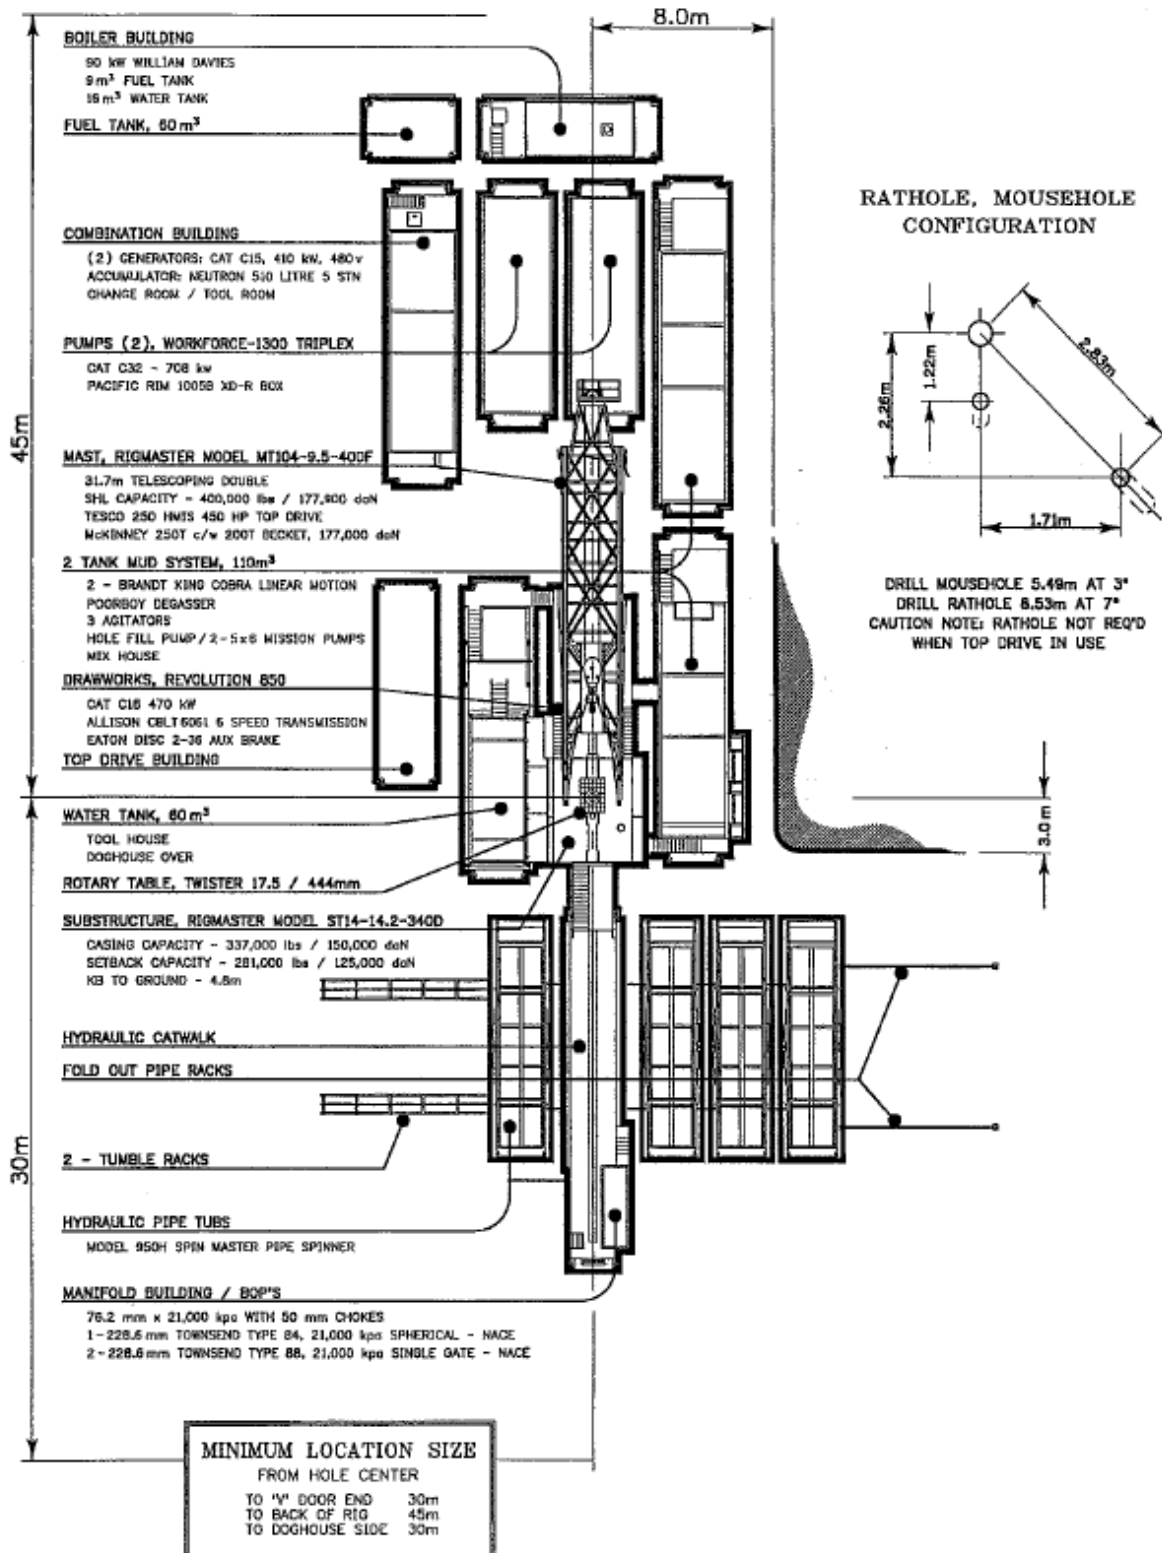 8.0m
BOILER BUILDING
90 kW WILLIAN DAVIES
9m³ FUEL TANK
16m³ WATER TANK
FUEL TANK, 60m³
COMBINATION BUILDING
(2) GENERATORS: CAT C15, 410 kW, 480v
ACCUMULATOR: NEUTRON 510 LITRE 5 STN
CHANGE ROOM / TOOL ROOM
PUMPS (2), WORKFORCE-1300 TRIPLEX
CAT C32 - 708 kw
PACIFIC RIM 1005B XD-R BOX
45m
MAST, RIGMASTER MODEL MT104-9.5-400F
31.7m TELESCOPING DOUBLE
SHL CAPACITY - 400,000 lbs / 177,900 daN
TESCO 250 HMIS 450 HP TOP DRIVE
McKINNEY 250T c/w 200T BECKET, 177,000 daN
2 TANK MUD SYSTEM, 110m³
2 - BRANDT KING COBRA LINEAR MOTION
POORBOY DEGASSER
3 AGITATORS
HOLE FILL PUMP/2-5x6 MISSION PUMPS
MIX HOUSE
DRAWWORKS, REVOLUTION 850
CAT C16 470 kW
ALLISON CBLT6061 6 SPEED TRANSMISSION
EATON DISC 2-36 AUX BRAKE
TOP DRIVE BUILDING
WATER TANK, 60m³
TOOL HOUSE
DOGHOUSE OVER
ROTARY TABLE, TWISTER 17.5 / 444mm
SUBSTRUCTURE, RIGMASTER MODEL ST14-14.2-340D
CASING CAPACITY - 337,000 lbs / 150,000 daN
SETBACK CAPACITY - 281,000 lbs / 125,000 daN
KB TO GROUND - 4.8m
HYDRAULIC CATWALK
FOLD OUT PIPE RACKS
30m
2 - TUMBLE RACKS
HYDRAULIC PIPE TUBS
MODEL 950H SPIN MASTER PIPE SPINNER
MANIFOLD BUILDING / BOP'S
76.2 mm x 21,000 kpa WITH 50 mm CHOKES
1-228.6mm TOWNSEND TYPE 84, 21,000 kpa SPHERICAL - NACE
2-228.6mm TOWNSEND TYPE 88, 21,000 kpa SINGLE GATE - NACE
RATHOLE, MOUSEHOLE
CONFIGURATION
2.83m
1.22m
2.26m
1.71m
DRILL MOUSEHOLE 5.49m AT 3°
DRILL RATHOLE 8.53m AT 7°
CAUTION NOTE: RATHOLE NOT REQ'D
WHEN TOP DRIVE IN USE
3.0 m
MINIMUM LOCATION SIZE
FROM HOLE CENTER
TO 'V' DOOR END 30m
TO BACK OF RIG 45m
TO DOGHOUSE SIDE 30m